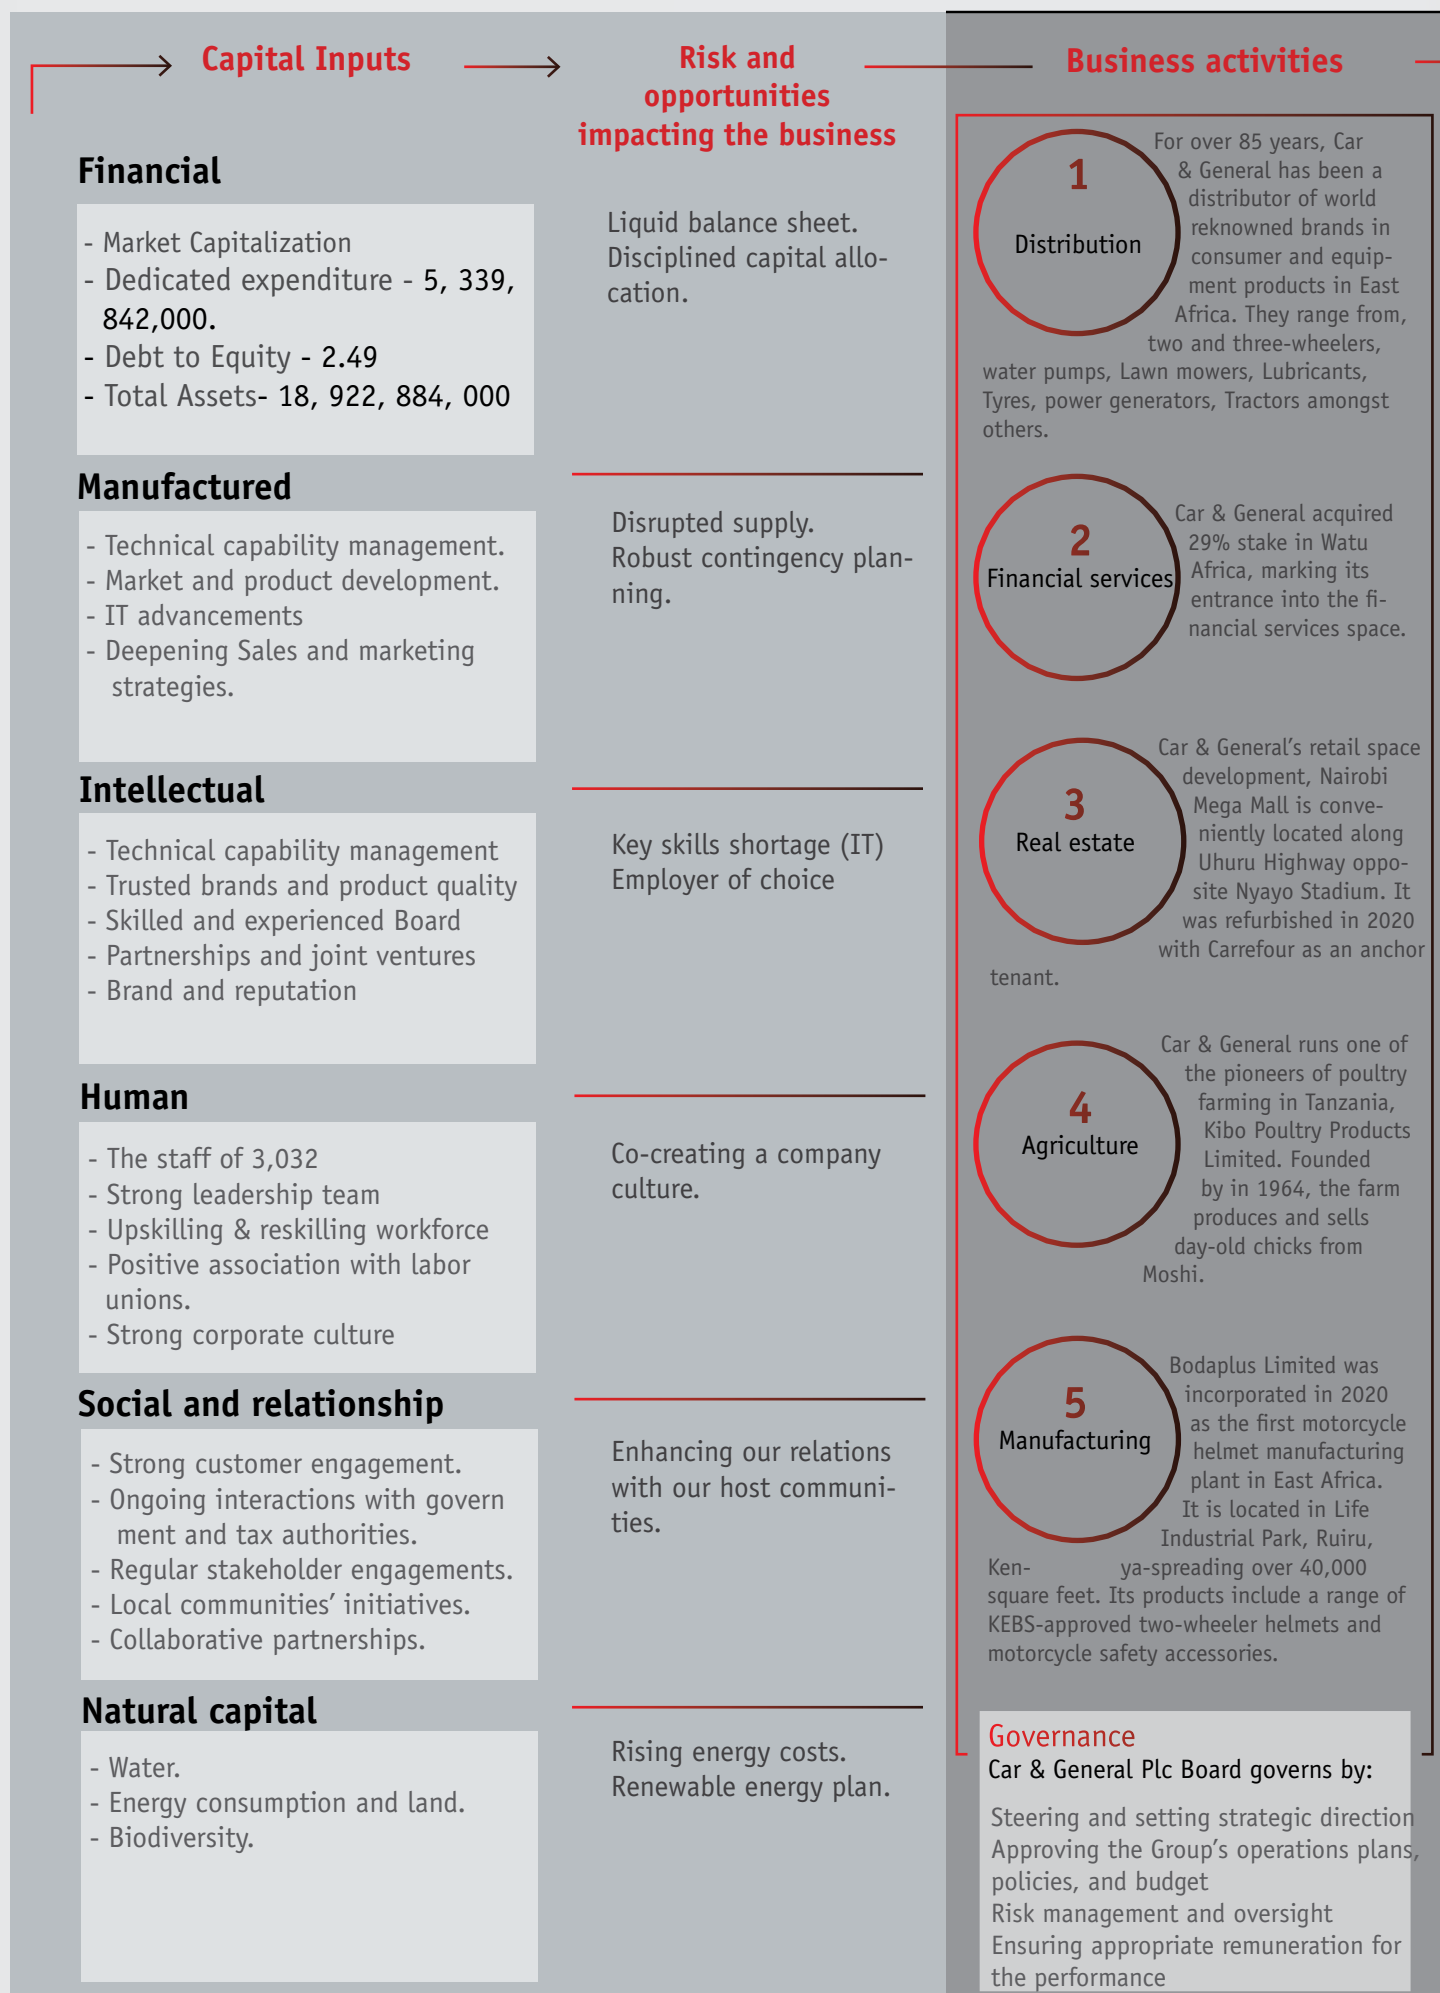 Capital Inputs
Risk and
opportunities
impacting the business
Business activities
Financial
- Market Capitalization
- Dedicated expenditure - 5, 339,
842,000.
- Debt to Equity - 2.49
- Total Assets- 18, 922, 884, 000
Liquid balance sheet.
Disciplined capital allo-
cation.
Manufactured
- Technical capability management.
- Market and product development.
- IT advancements
- Deepening Sales and marketing
strategies.
Disrupted supply.
Robust contingency plan-
ning.
Intellectual
- Technical capability management
- Trusted brands and product quality
- Skilled and experienced Board
- Partnerships and joint ventures
- Brand and reputation
Key skills shortage (IT)
Employer of choice
Human
- The staff of 3,032
- Strong leadership team
- Upskilling & reskilling workforce
- Positive association with labor
unions.
- Strong corporate culture
Co-creating a company
culture.
Social and relationship
- Strong customer engagement.
- Ongoing interactions with govern
ment and tax authorities.
- Regular stakeholder engagements.
- Local communities’ initiatives.
- Collaborative partnerships.
Enhancing our relations
with our host communi-
ties.
Natural capital
- Water.
- Energy consumption and land.
- Biodiversity.
Rising energy costs.
Renewable energy plan.
1
Distribution
For over 85 years, Car
& General has been a
distributor of world
reknowned brands in
consumer and equip-
ment products in East
Africa. They range from,
two and three-wheelers,
water pumps, Lawn mowers, Lubricants,
Tyres, power generators, Tractors amongst
others.
2
Financial services
Car & General acquired
29% stake in Watu
Africa, marking its
entrance into the fi-
nancial services space.
3
Real estate
Car & General’s retail space
development, Nairobi
Mega Mall is conve-
niently located along
Uhuru Highway oppo-
site Nyayo Stadium. It
was refurbished in 2020
with Carrefour as an anchor
tenant.
4
Agriculture
Car & General runs one of
the pioneers of poultry
farming in Tanzania,
Kibo Poultry Products
Limited. Founded
by in 1964, the farm
produces and sells
day-old chicks from
Moshi.
5
Manufacturing
Bodaplus Limited was
incorporated in 2020
as the first motorcycle
helmet manufacturing
plant in East Africa.
It is located in Life
Industrial Park, Ruiru,
Ken- ya-spreading over 40,000
square feet. Its products include a range of
KEBS-approved two-wheeler helmets and
motorcycle safety accessories.
Governance
Car & General Plc Board governs by:
Steering and setting strategic direction
Approving the Group’s operations plans,
policies, and budget
Risk management and oversight
Ensuring appropriate remuneration for
the performance